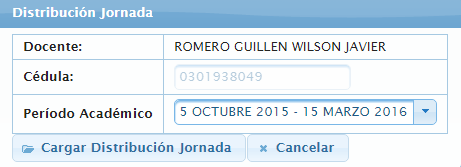 Distribución Jornada
Docente: ROMERO GUILLEN WILSON JAVIER
Cédula: 0301938049
Período Académico 5 OCTUBRE 2015 - 15 MARZO 2016
Cargar Distribución Jornada Cancelar